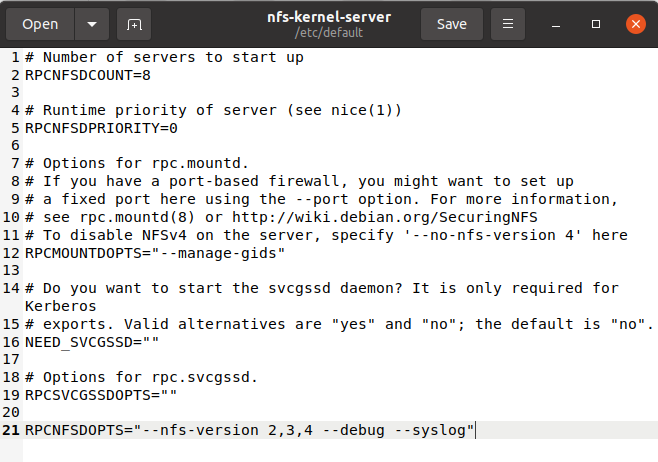 Open
nfs-kernel-server
/etc/default
Save
1 # Number of servers to start up
2 RPCNFSDCOUNT=8
3
4 # Runtime priority of server (see nice(1))
5 RPCNFSDPRIORITY=0
6
7 # Options for rpc.mountd.
8 # If you have a port-based firewall, you might want to set up
9 # a fixed port here using the --port option. For more information,
10 # see rpc.mountd(8) or http://wiki.debian.org/SecuringNFS
11 # To disable NFSv4 on the server, specify '--no-nfs-version 4' here
12 RPCMOUNTDOPTS="--manage-gids"
13
14 # Do you want to start the svcgssd daemon? It is only required for
Kerberos
15 # exports. Valid alternatives are "yes" and "no"; the default is "no".
16 NEED_SVCGSSD=""
17
18 # Options for rpc.svcgssd.
19 RPCSVCGSSDOPTS=""
20
21 RPCNFSDOPTS="--nfs-version 2,3,4 --debug --syslog"